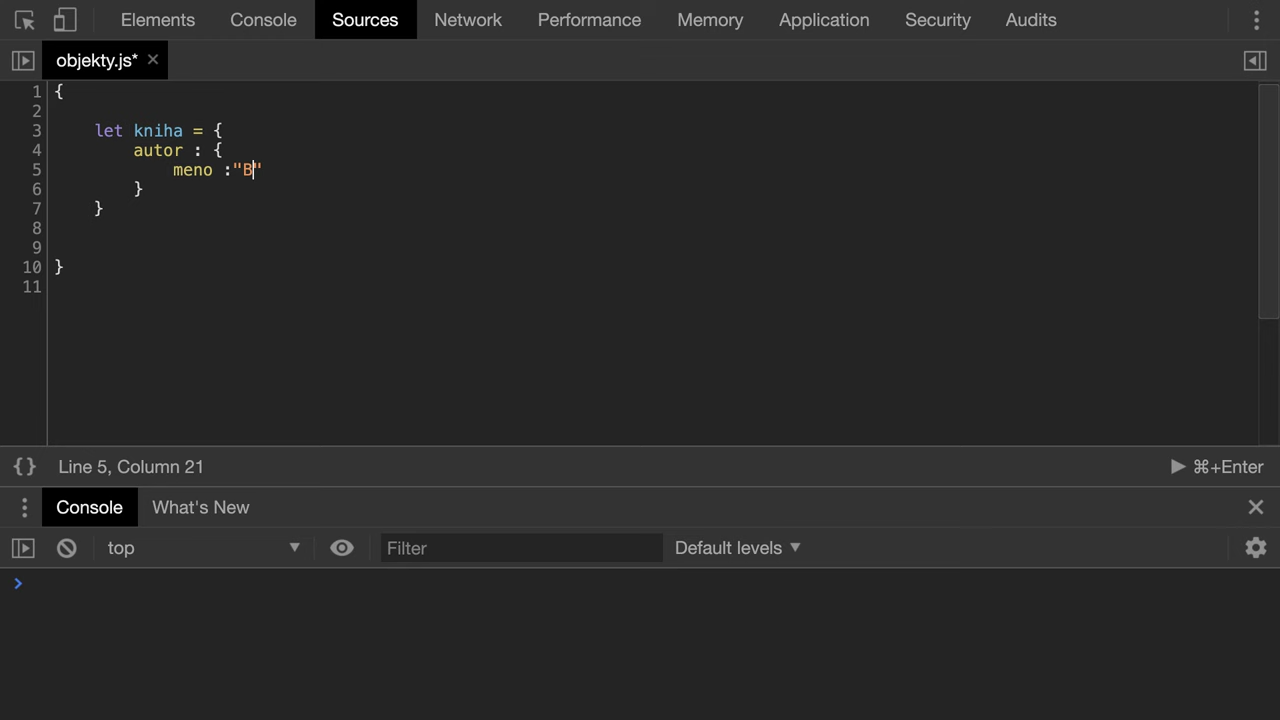 Elements Console Sources Network Performance Memory Application Security Audits
objekty.js* ×
1 {
2
3 let kniha = {
4 autor : {
5 meno :"B"
6 }
7 }
8
9
10 }
11
{} Line 5, Column 21 ▶ ⌘+Enter
Console What's New
top ▼ Filter Default levels ▼
>